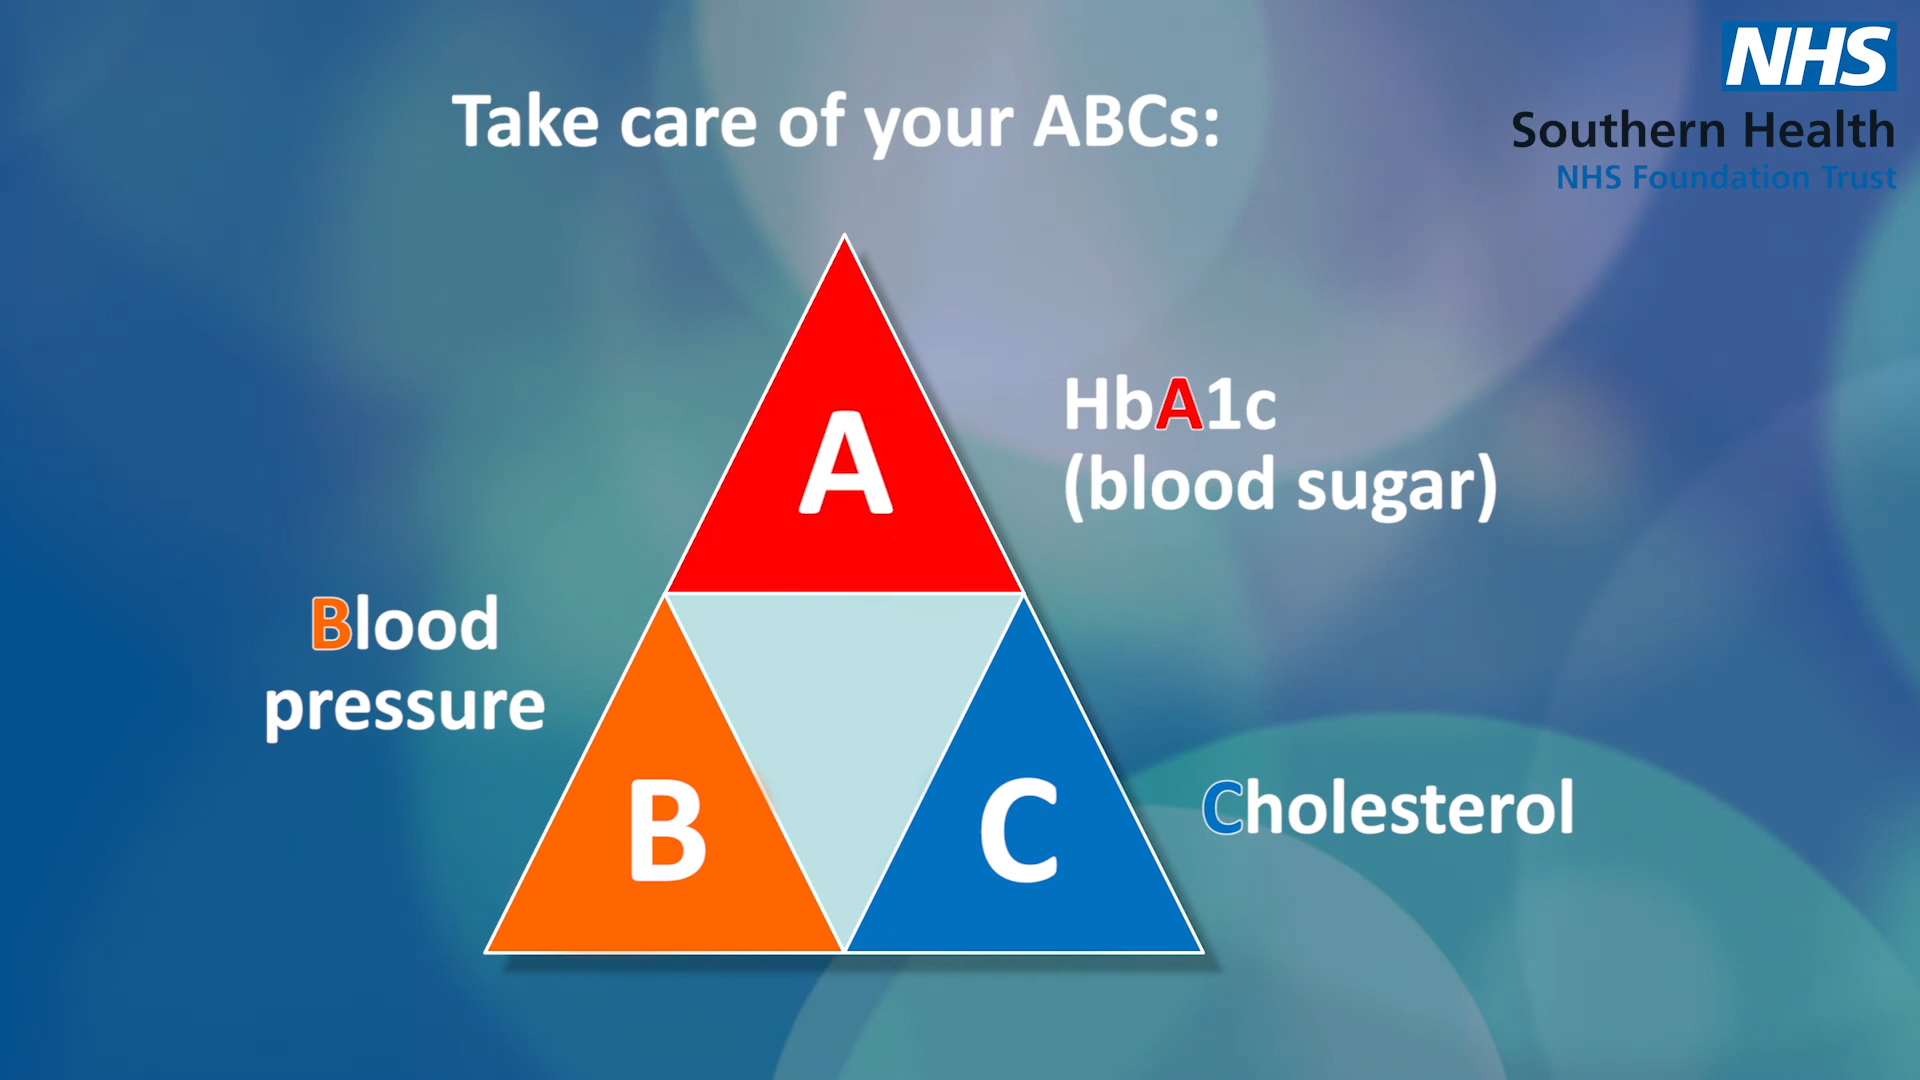 NHS
Southern Health
NHS Foundation Trust
Take care of your ABCs:
A
HbA1c
(blood sugar)
Blood
pressure
B
C
Cholesterol